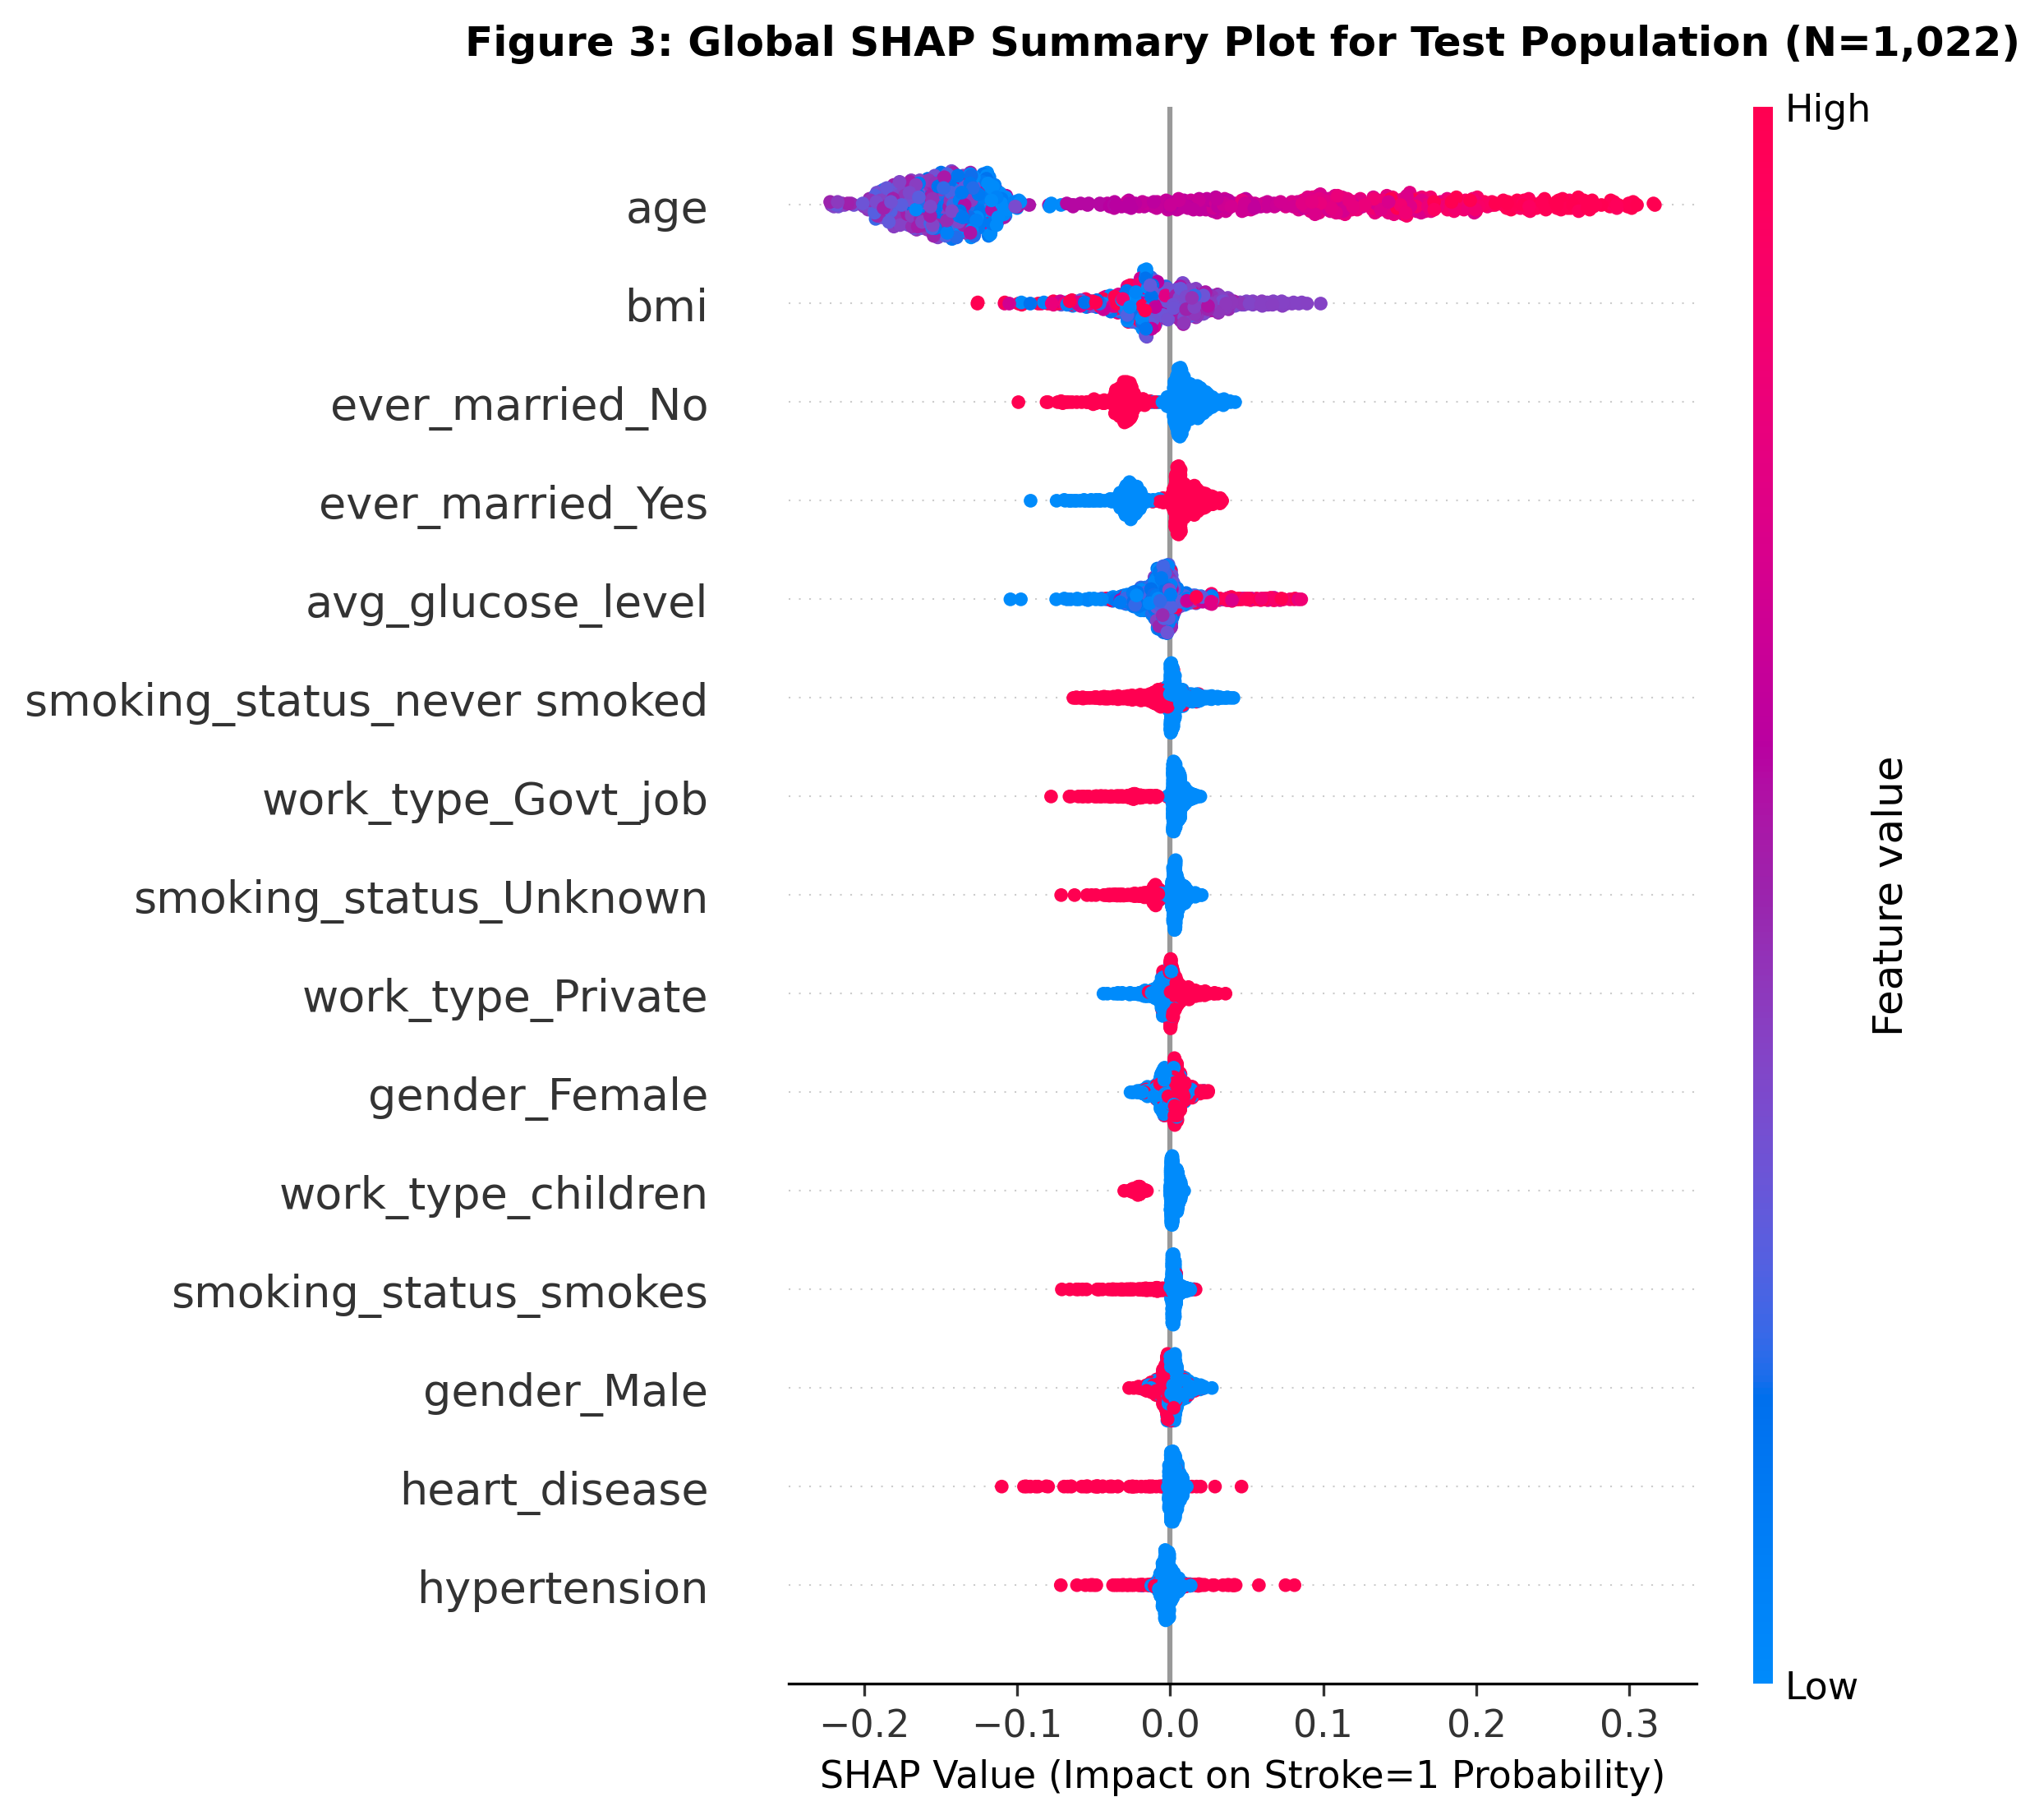 Figure 3: Global SHAP Summary Plot for Test Population (N=1,022)
High
age
bmi
ever_married_No
ever_married_Yes
avg_glucose_level
smoking_status_never smoked
work_type_Govt_job
smoking_status_Unknown
work_type_Private
gender_Female
work_type_children
smoking_status_smokes
gender_Male
heart_disease
hypertension
Feature value
Low
−0.2 −0.1 0.0 0.1 0.2 0.3
SHAP Value (Impact on Stroke=1 Probability)